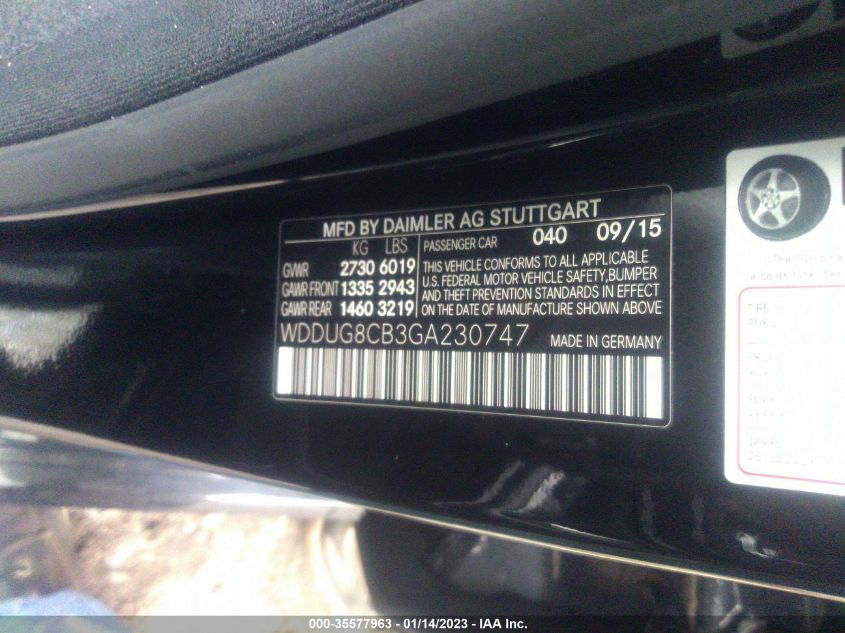 MFD BY DAIMLER AG STUTTGART
KG LBS
GVWR 2730 6019
GAWR FRONT 1335 2943
GAWR REAR 1460 3219
PASSENGER CAR 040 09/15
THIS VEHICLE CONFORMS TO ALL APPLICABLE
U.S. FEDERAL MOTOR VEHICLE SAFETY, BUMPER
AND THEFT PREVENTION STANDARDS IN EFFECT
ON THE DATE OF MANUFACTURE SHOWN ABOVE
WDDUG8CB3GA230747 MADE IN GERMANY
TIRE
000-35577963 - 01/14/2023 - IAA Inc.